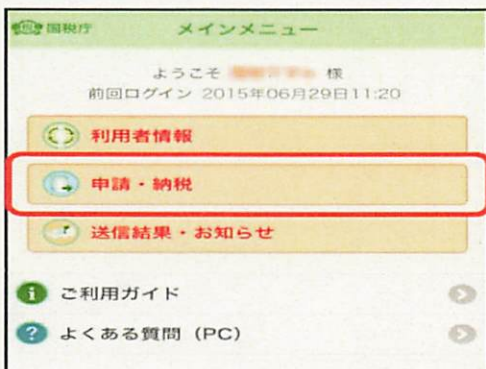 国税庁 メインメニュー
ようこそ 様
前回ログイン 2015年06月29日11:20
利用者情報
申請・納税
送信結果・お知らせ
ご利用ガイド
よくある質問（PC）